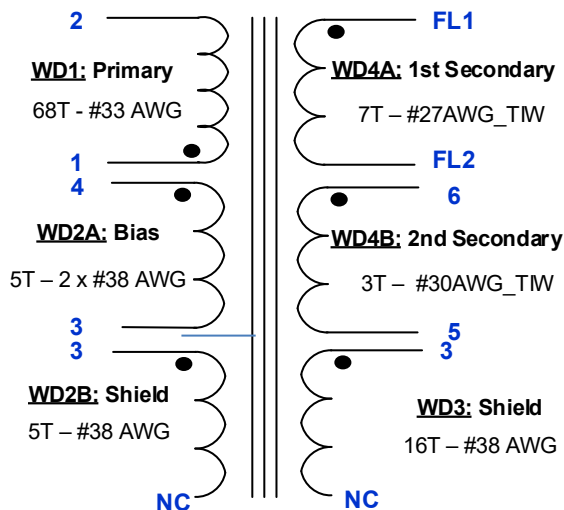 2
WD1: Primary
68T - #33 AWG
1
4
WD2A: Bias
5T – 2 x #38 AWG
3
3
WD2B: Shield
5T – #38 AWG
NC
FL1
WD4A: 1st Secondary
7T – #27AWG_TIW
FL2
6
WD4B: 2nd Secondary
3T – #30AWG_TIW
5
3
WD3: Shield
16T – #38 AWG
NC